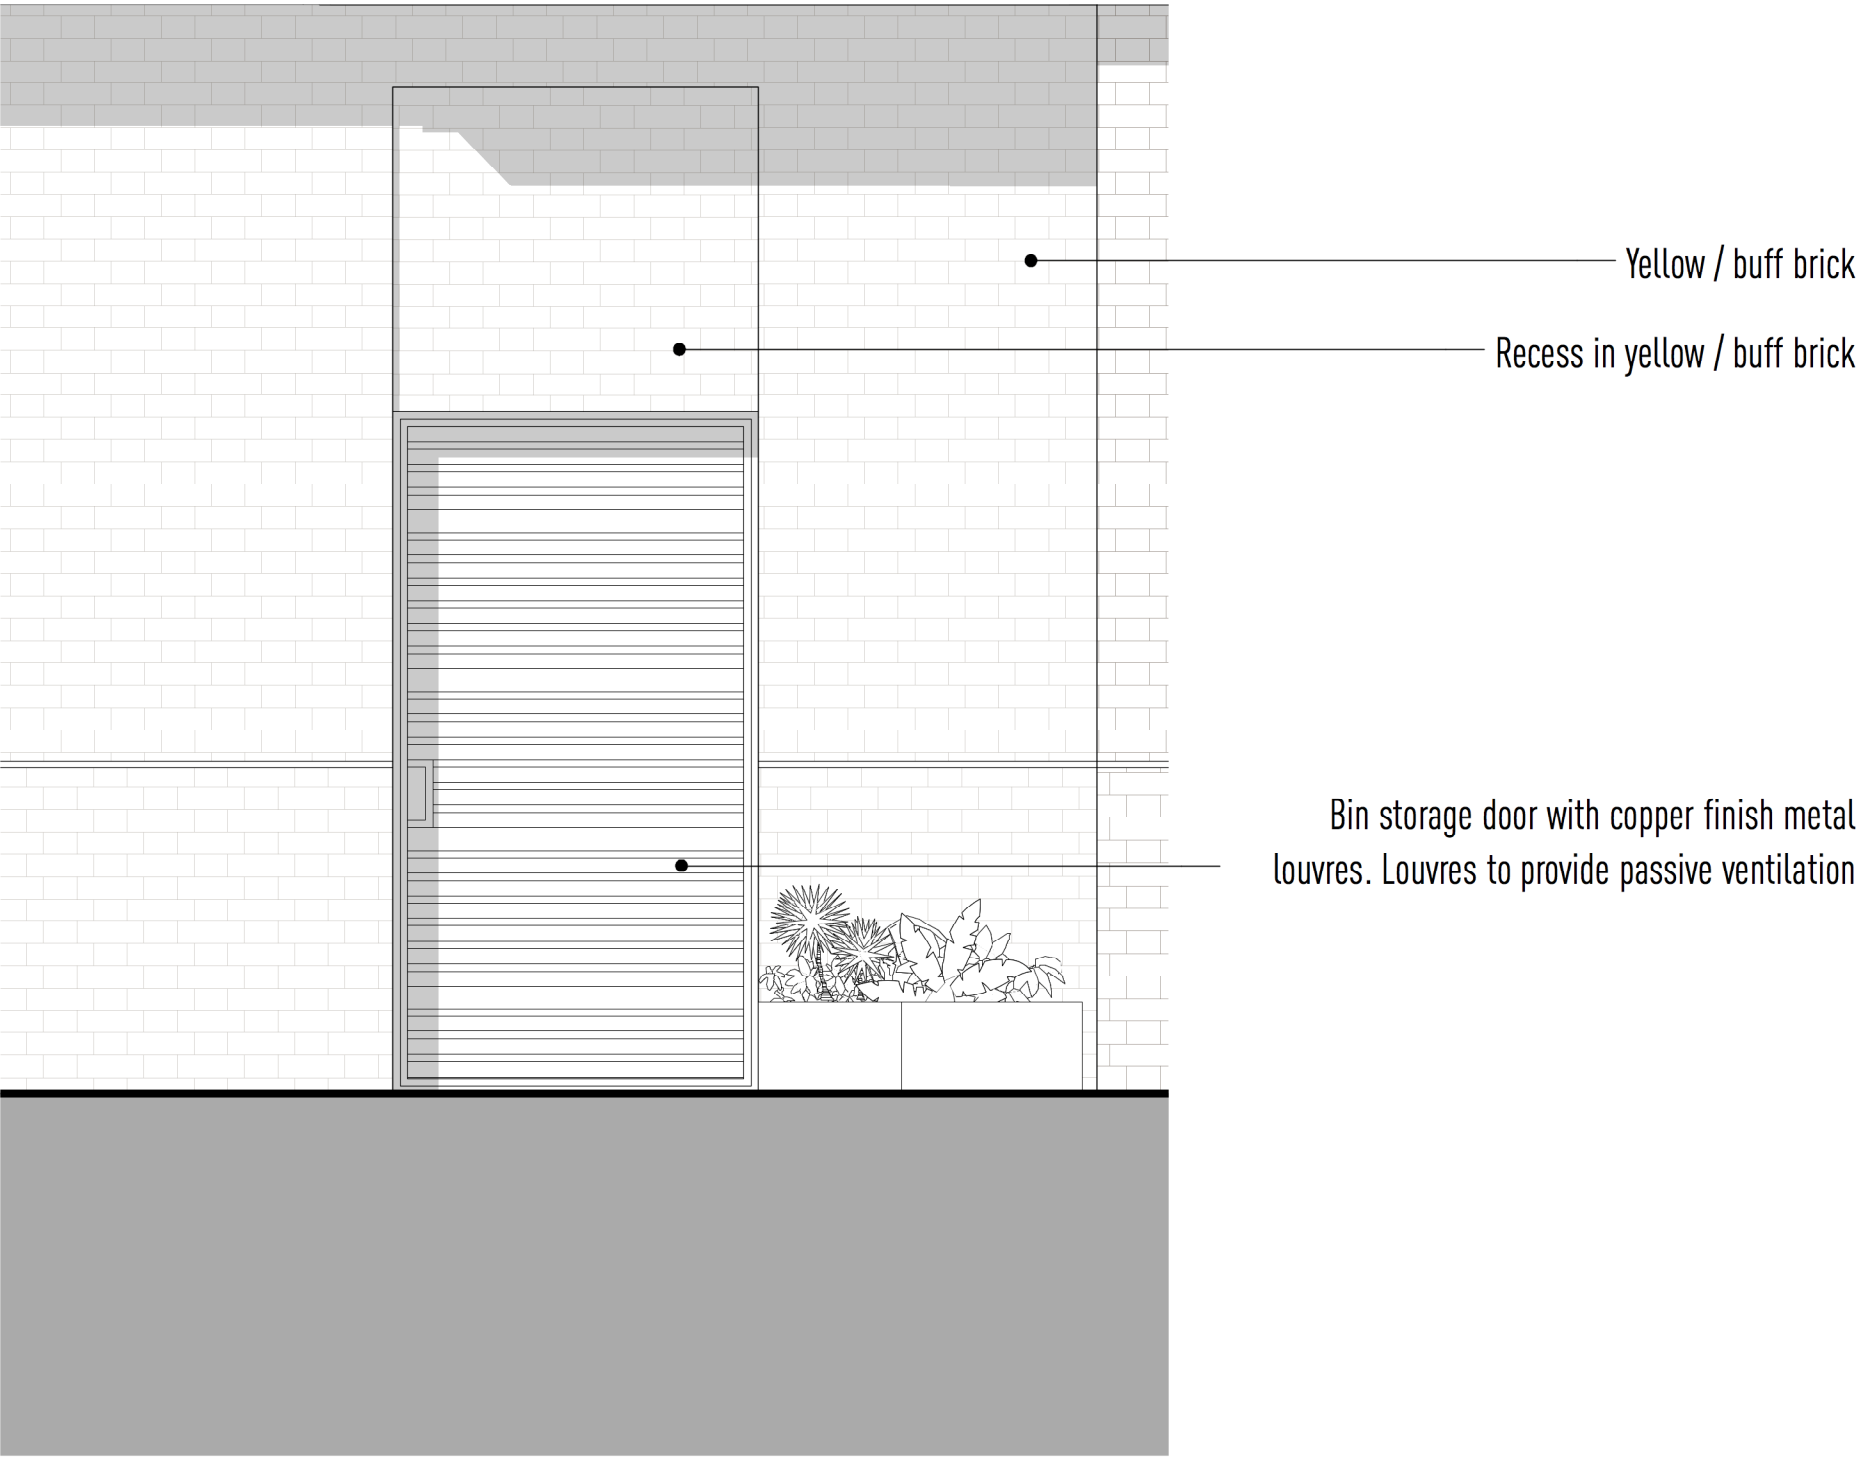 Yellow / buff brick
Recess in yellow / buff brick
Bin storage door with copper finish metal
louvres. Louvres to provide passive ventilation